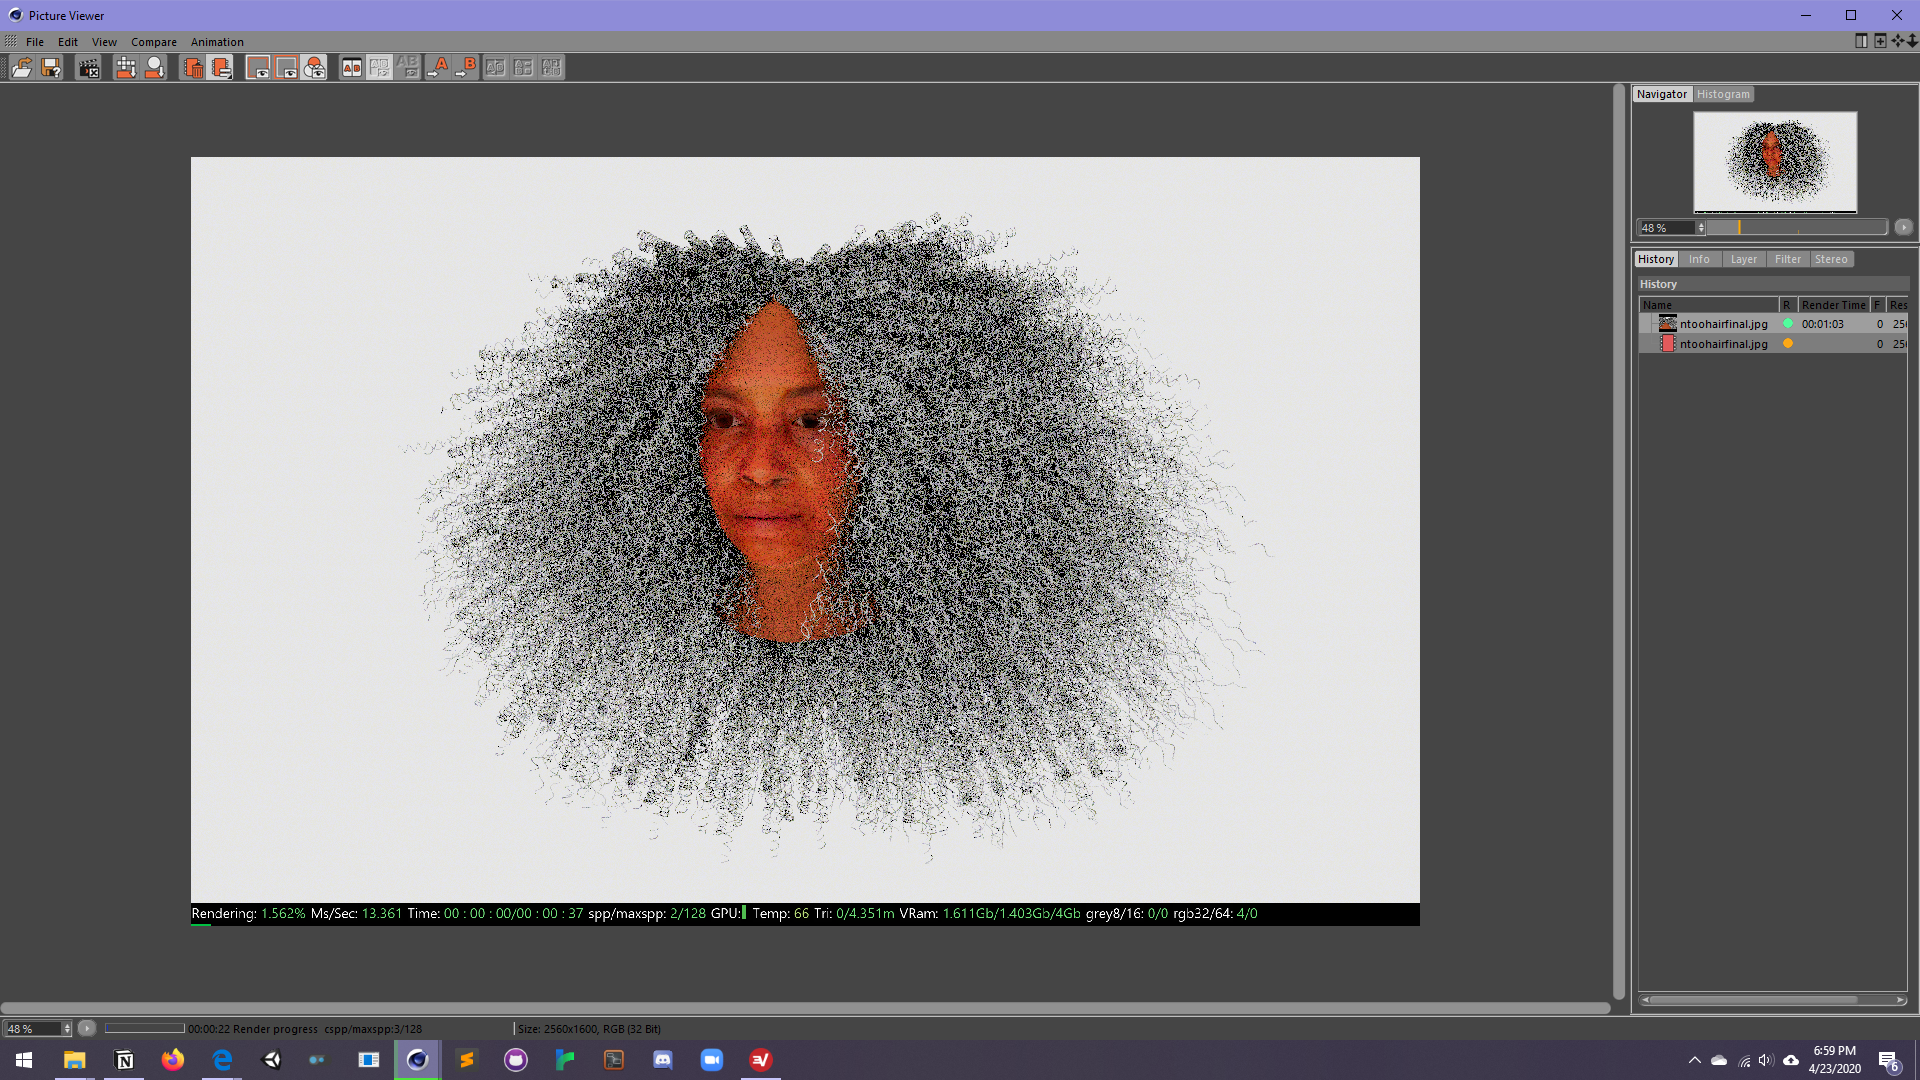 Picture Viewer
File Edit View Compare Animation
Navigator Histogram
48 %
History Info Layer Filter Stereo
History
Name R Render Time F Res
ntoohairfinal.jpg 00:01:03 0 25
ntoohairfinal.jpg 0 25
Rendering: 1.562% Ms/Sec: 13.361 Time: 00 : 00 : 00/00 : 00 : 37 spp/maxspp: 2/128 GPU: Temp: 66 Tri: 0/4.351m VRam: 1.611Gb/1.403Gb/4Gb grey8/16: 0/0 rgb32/64: 4/0
48 % 00:00:22 Render progress cspp/maxspp:3/128 Size: 2560x1600, RGB (32 Bit)
6:59 PM
4/23/2020
6